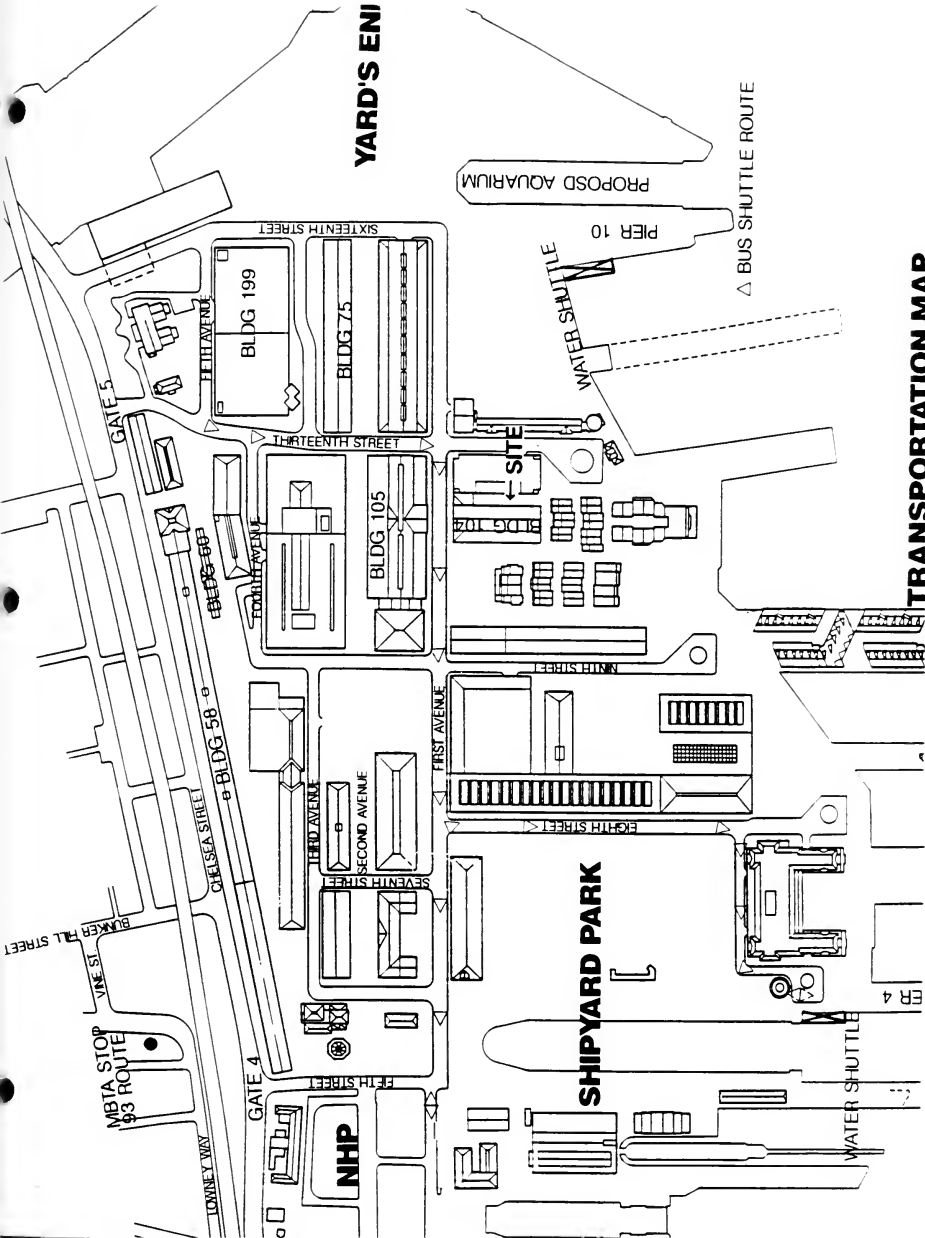 YARD'S EN
PROPOSD AQUARIUM
PIER 10
△ BUS SHUTTLE ROUTE
WATER SHUTTLE
SIXTEENTH STREET
FIFTH AVENUE
BLDG 199
BLDG 75
GATE 5
THIRTEENTH STREET
SITE
BLDG 60
FOURTH AVENUE
BLDG 105
BLDG 104
TRANSPORTATION MAP
NINTH STREET
CHELSEA STREET
BLDG 58
THIRD AVENUE
SECOND AVENUE
FIRST AVENUE
EIGHTH STREET
SEVENTH STREET
BUNKER HILL STREET
VINE ST.
MBTA STOP
93 ROUTE
SHIPYARD PARK
ER 4
GATE 4
FIFTH STREET
NHP
LOWNEY WAY
WATER SHUTTLE